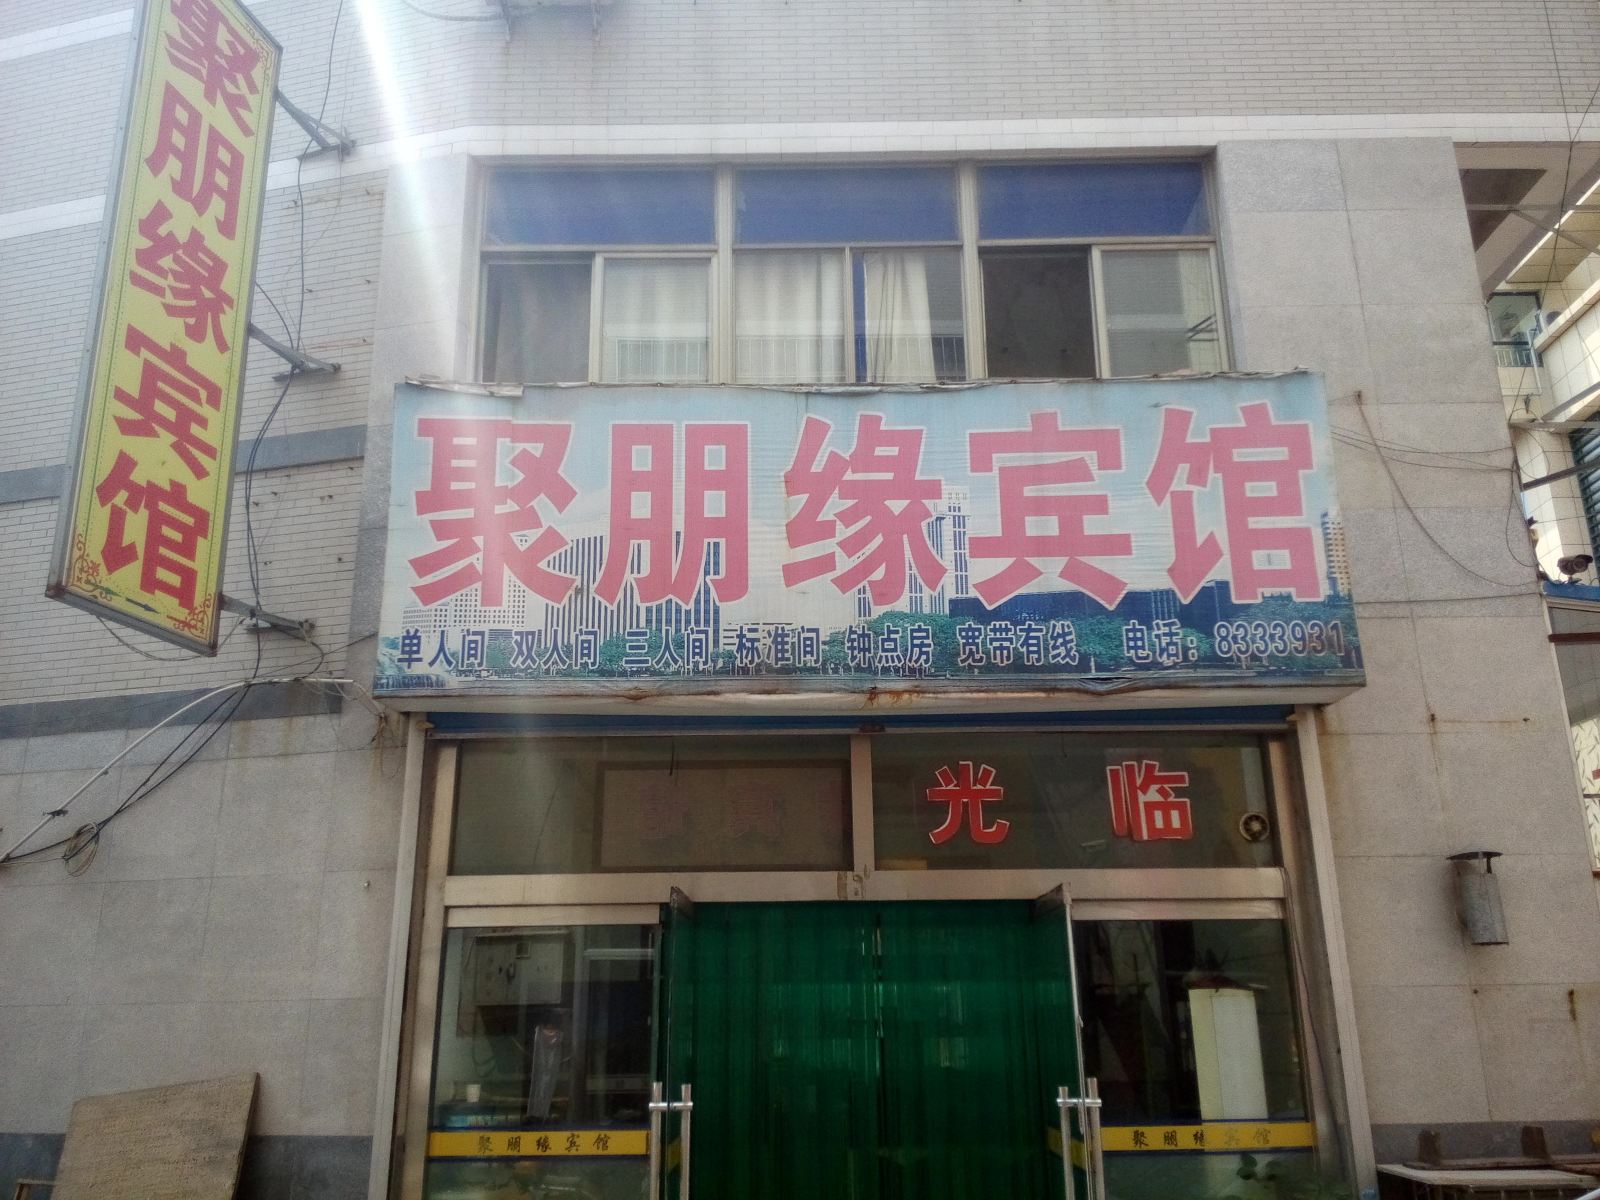 聚朋缘宾馆
聚朋缘宾馆
单人间 双人间 三人间 标准间 钟点房 宽带有线 电话：8333931
光 临
聚朋缘宾馆
聚朋缘宾馆